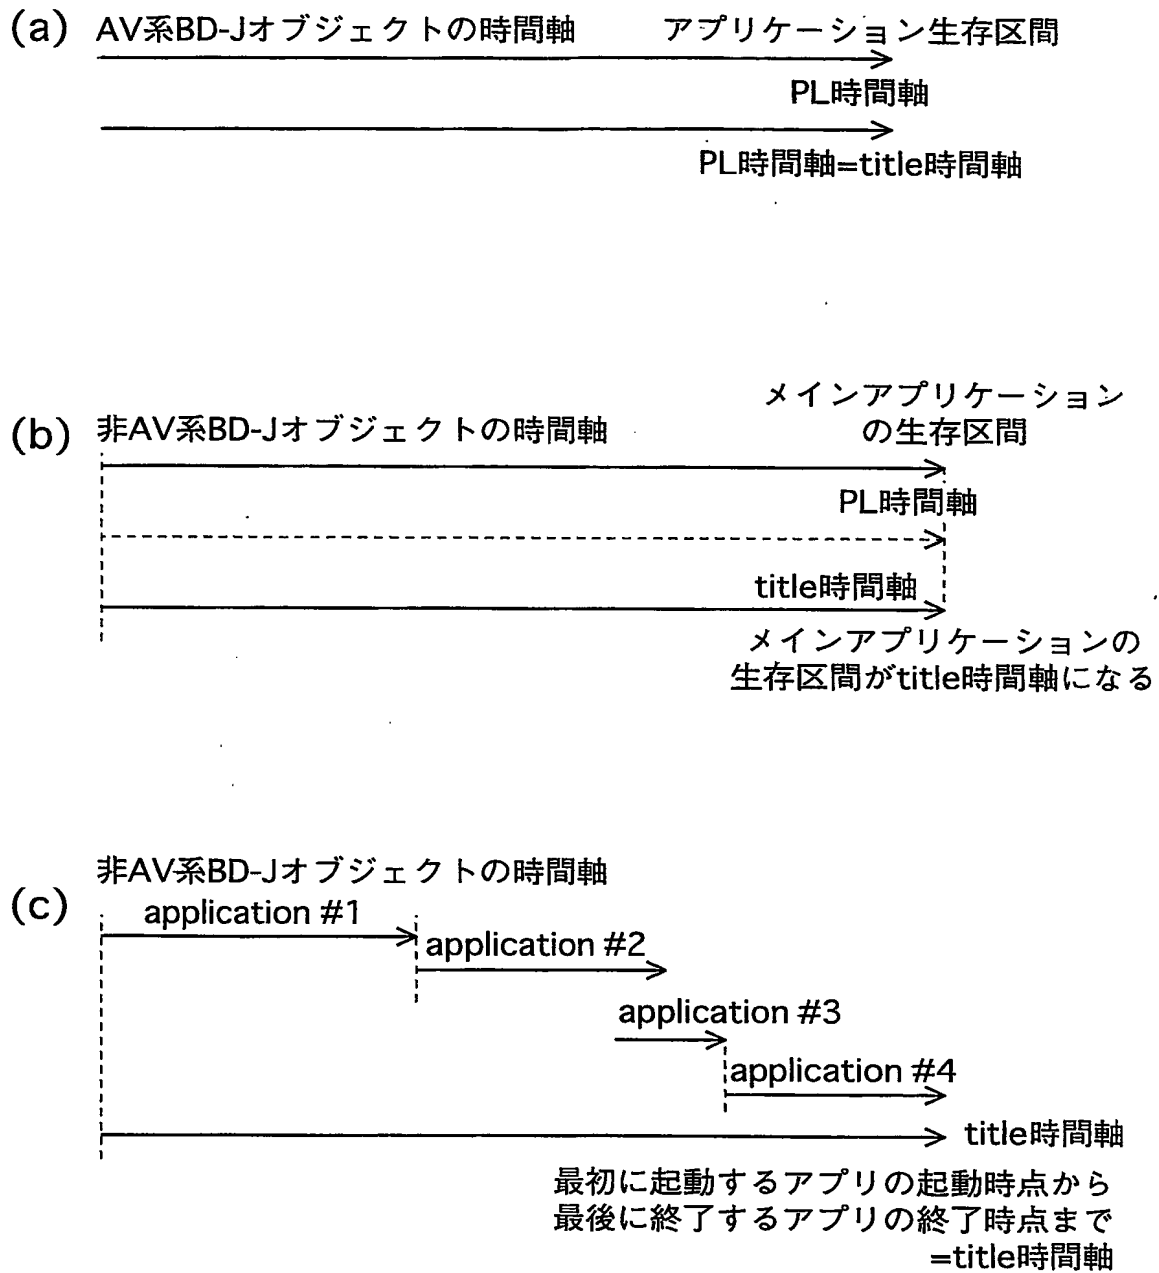 (a) AV系BD-Jオブジェクトの時間軸 アプリケーション生存区間
PL時間軸
PL時間軸=title時間軸
メインアプリケーション
の生存区間
(b) 非AV系BD-Jオブジェクトの時間軸
PL時間軸
title時間軸
メインアプリケーションの
生存区間がtitle時間軸になる
非AV系BD-Jオブジェクトの時間軸
(c)
application #1
application #2
application #3
application #4
title時間軸
最初に起動するアプリの起動時点から
最後に終了するアプリの終了時点まで
=title時間軸